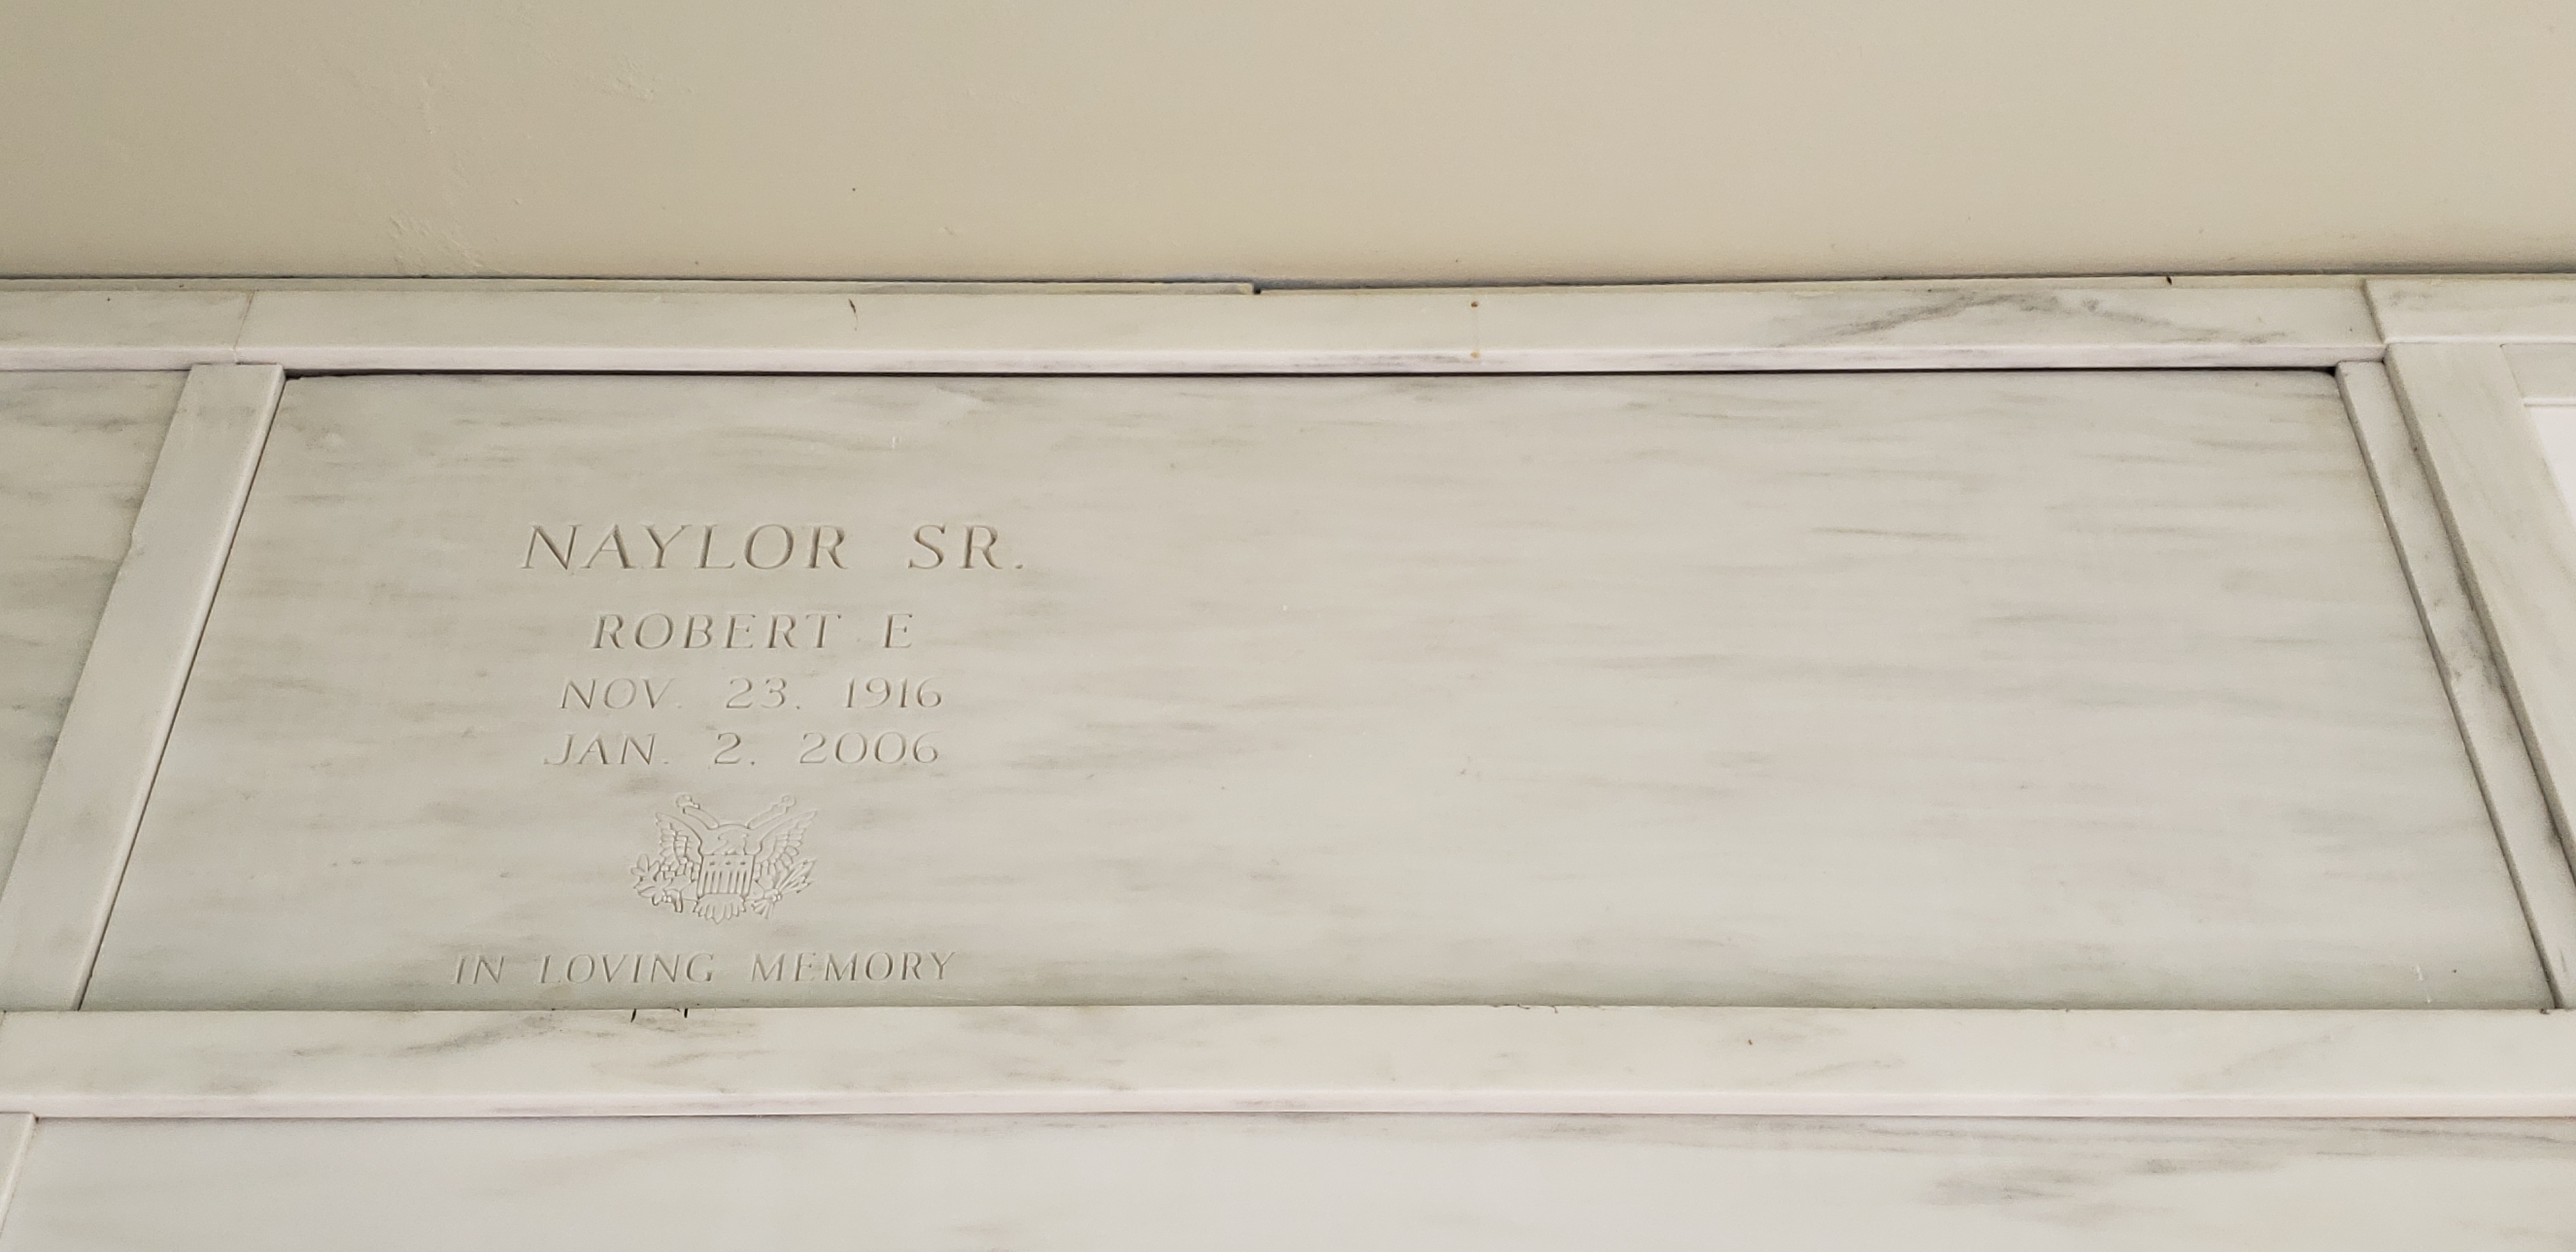 NAYLOR SR.
ROBERT E
NOV. 23. 1916
JAN. 2. 2006
IN LOVING MEMORY